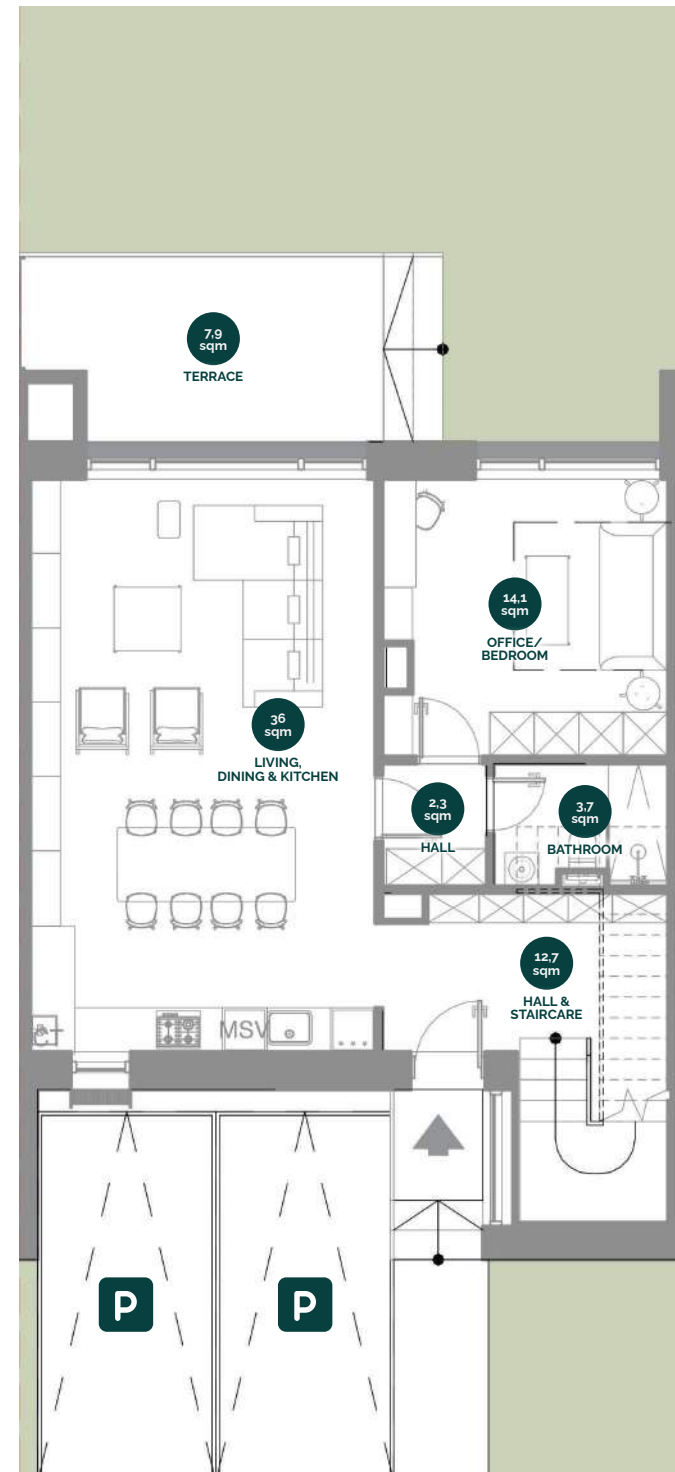 7,9
sqm
TERRACE
14,1
sqm
OFFICE/
BEDROOM
36
sqm
LIVING,
DINING & KITCHEN
2,3
sqm
HALL
3,7
sqm
BATHROOM
12,7
sqm
HALL &
STAIRCARE
MSV
P
P